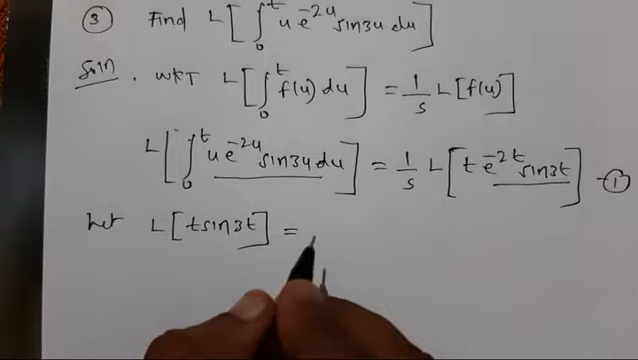 ③ Find L[∫₀ᵗ u e⁻²ᵘ sin3u du]
Soln. WKT L[∫₀ᵗ f(u) du] = 1/s L[f(u)]
L[∫₀ᵗ u e⁻²ᵘ sin3u du] = 1/s L[t e⁻²ᵗ sin3t] —①
Let L[t sin3t] =